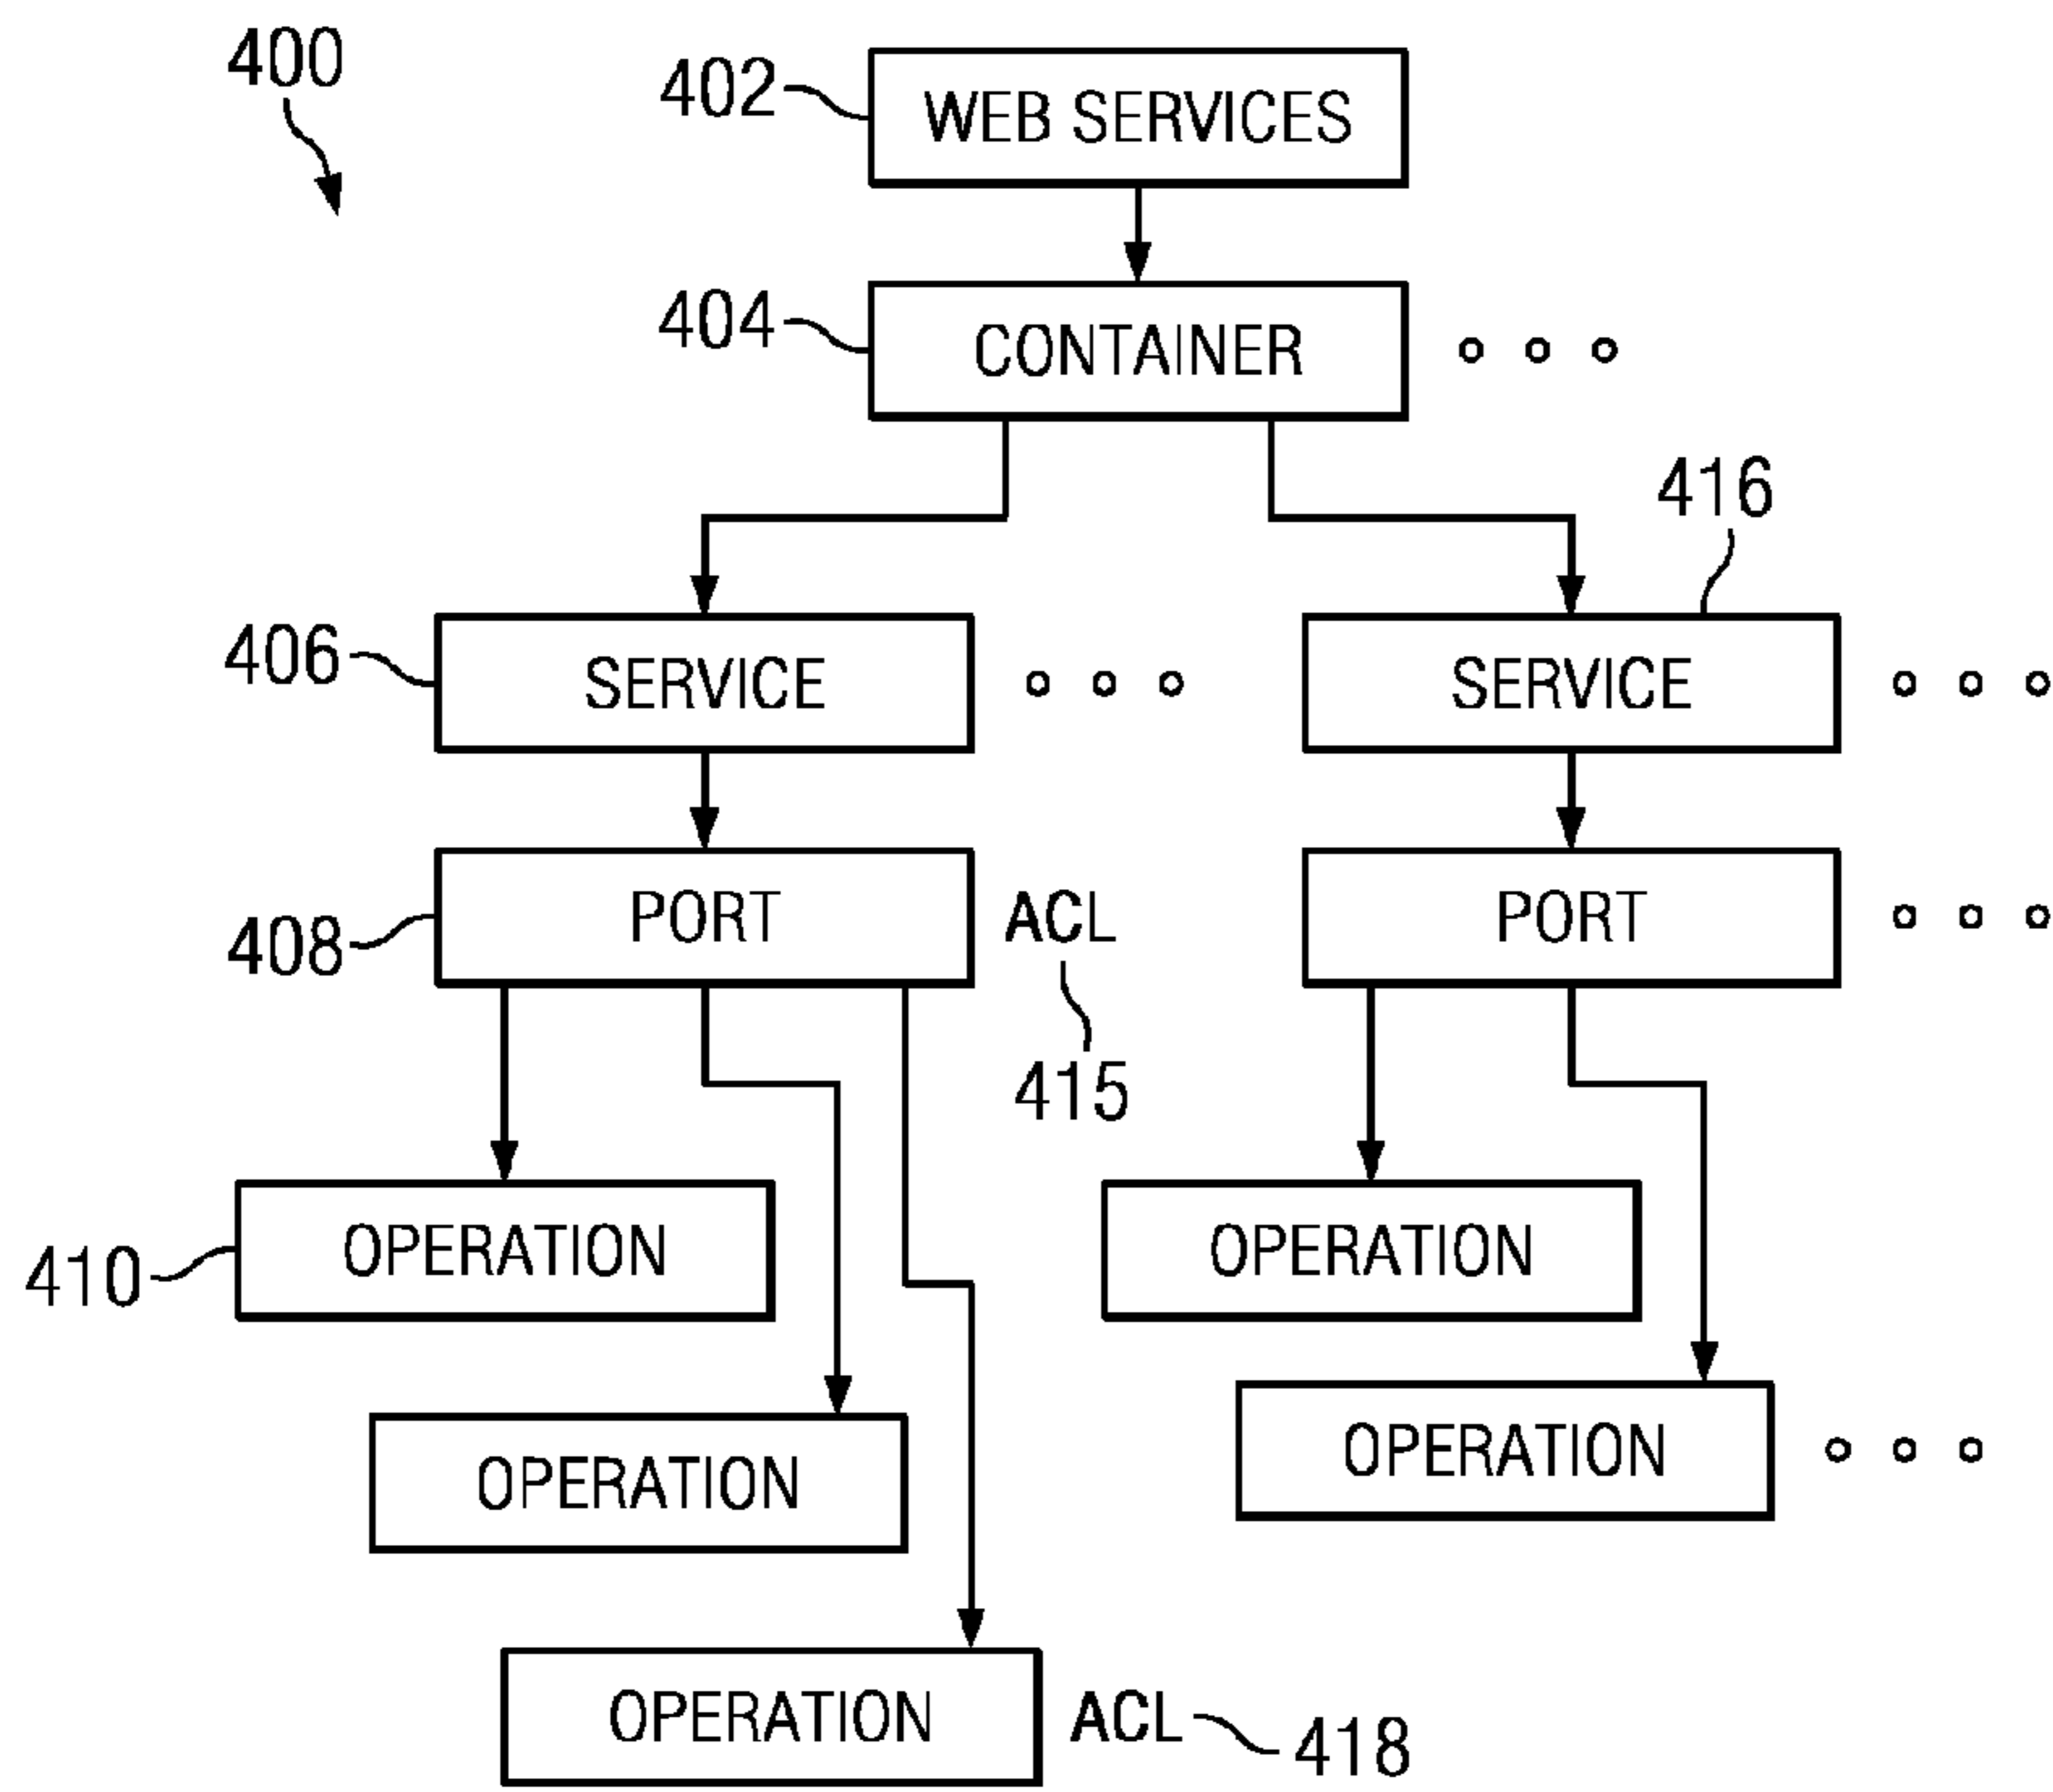 400
402
WEB SERVICES
404
CONTAINER
416
406
SERVICE
SERVICE
408
PORT
ACL
PORT
415
410
OPERATION
OPERATION
OPERATION
OPERATION
OPERATION
ACL
418